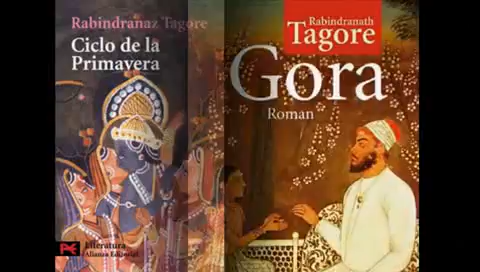 Rabindranaz Tagore
Ciclo de la
Primavera
Literatura
Alianza Editorial
Rabindranath
Tagore
Gora
Roman